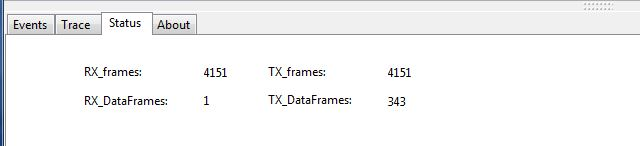 Events Trace Status About
RX_frames: 4151 TX_frames: 4151
RX_DataFrames: 1 TX_DataFrames: 343